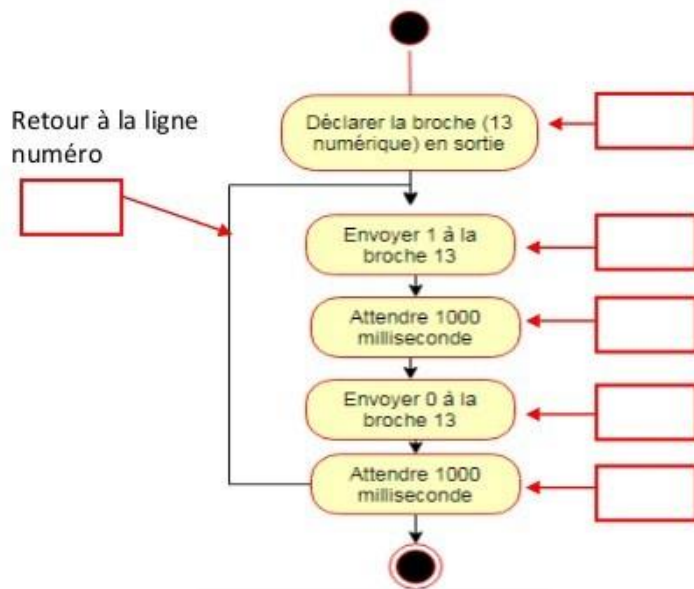 Retour à la ligne
numéro
Déclarer la broche (13
numérique) en sortie
Envoyer 1 à la
broche 13
Attendre 1000
milliseconde
Envoyer 0 à la
broche 13
Attendre 1000
milliseconde